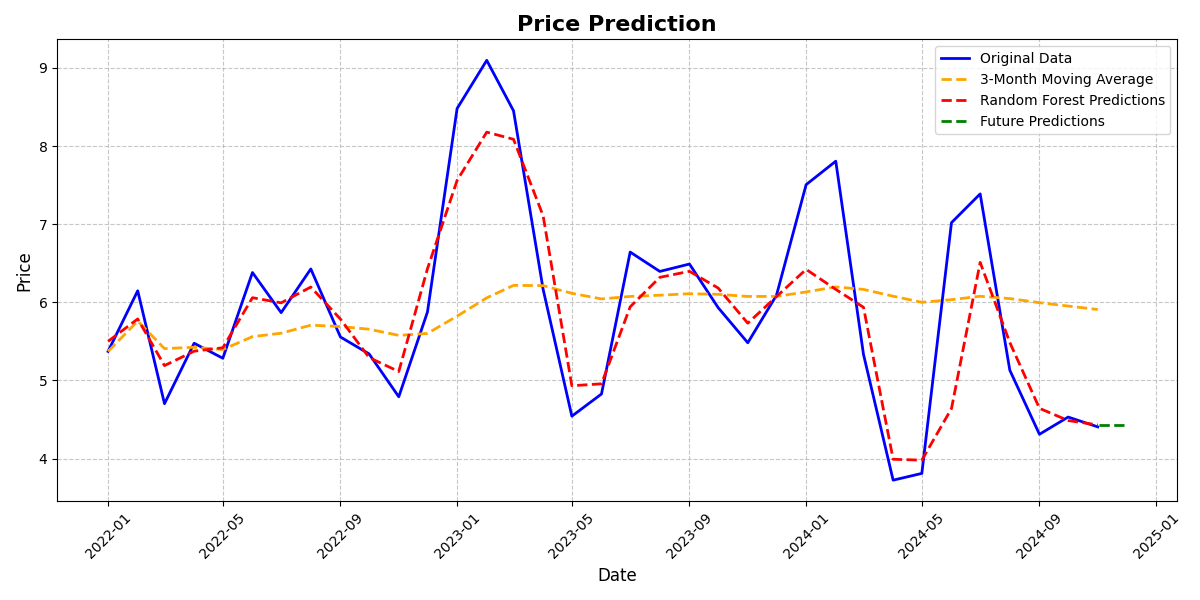 Price Prediction
Original Data
3-Month Moving Average
Random Forest Predictions
Future Predictions
9
8
7
6
5
4
Price
2022-01
2022-05
2022-09
2023-01
2023-05
2023-09
2024-01
2024-05
2024-09
2025-01
Date